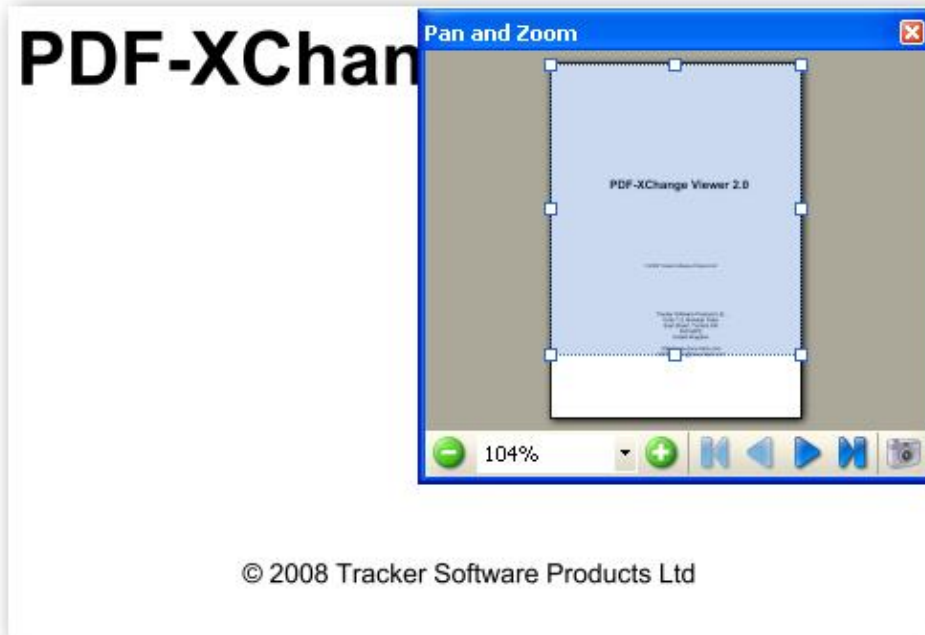 PDF-XChan
Pan and Zoom
PDF-XChange Viewer 2.0
104%
© 2008 Tracker Software Products Ltd